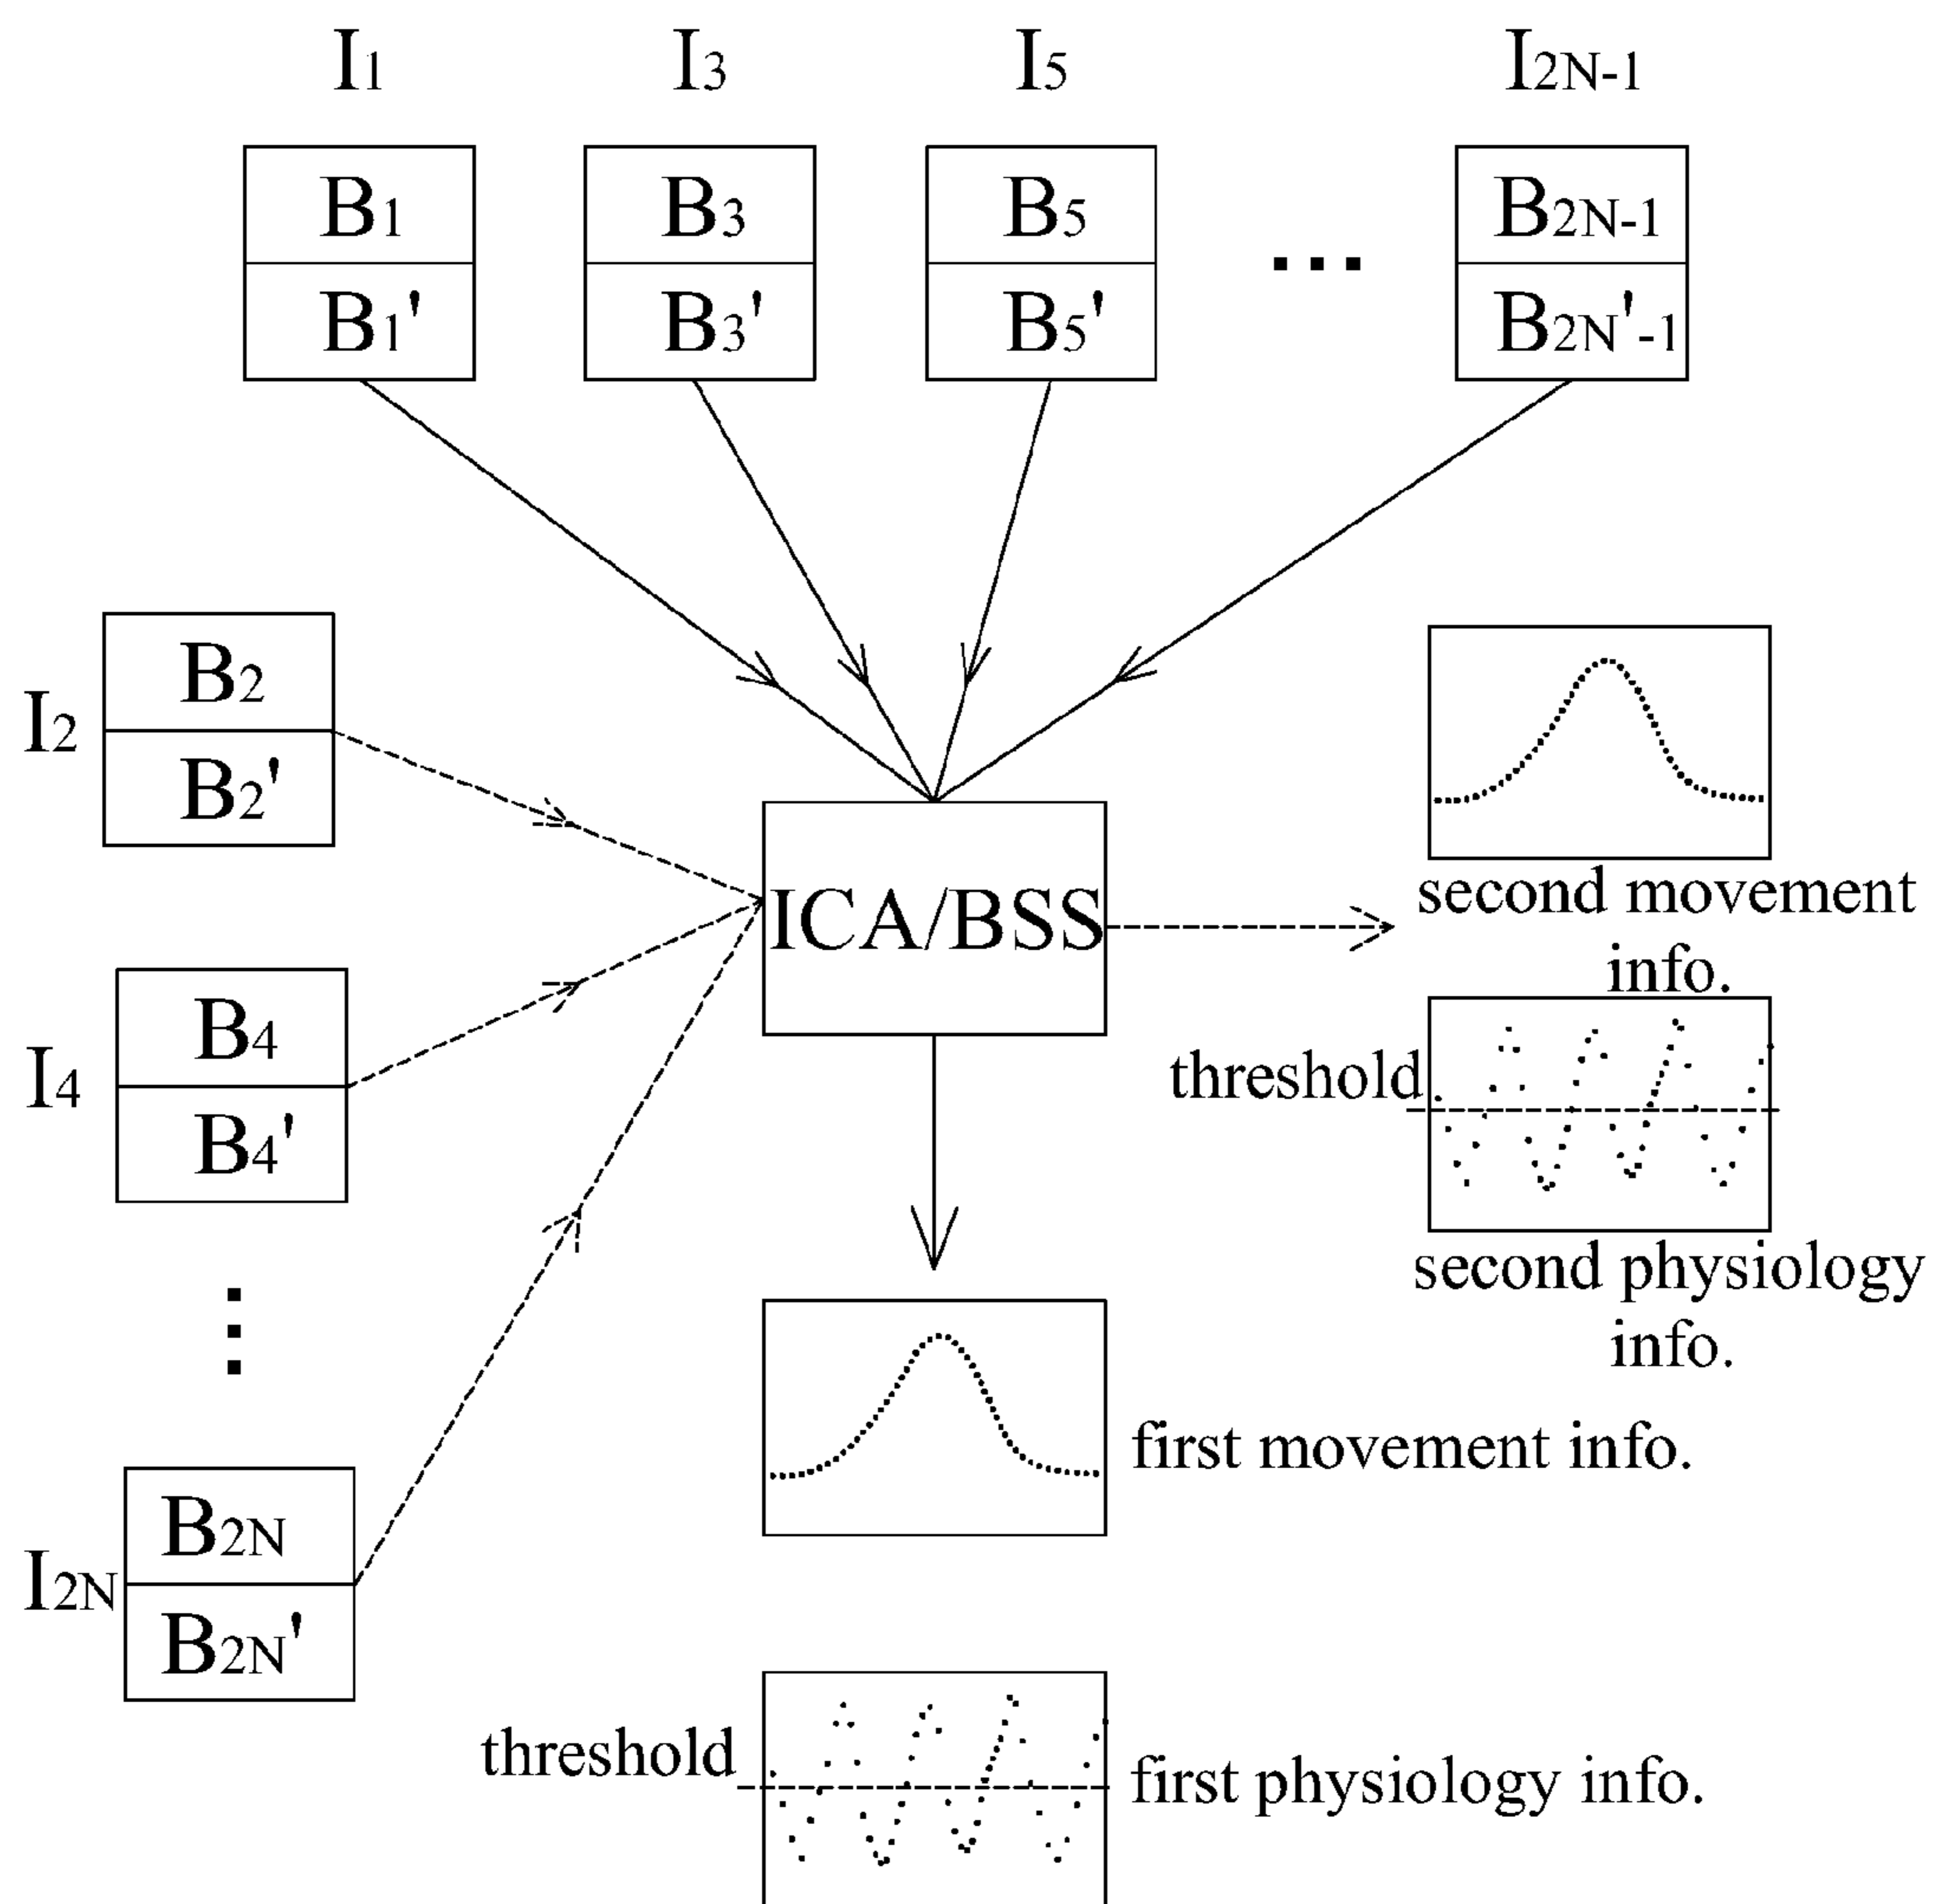 I1 I3 I5 I2N-1
B1 B3 B5 B2N-1
B1' B3' B5' ... B2N'-1
I2
B2
B2'
ICA/BSS
second movement
info.
I4
B4
B4'
threshold
second physiology
info.
first movement info.
I2N
B2N
B2N'
threshold
first physiology info.